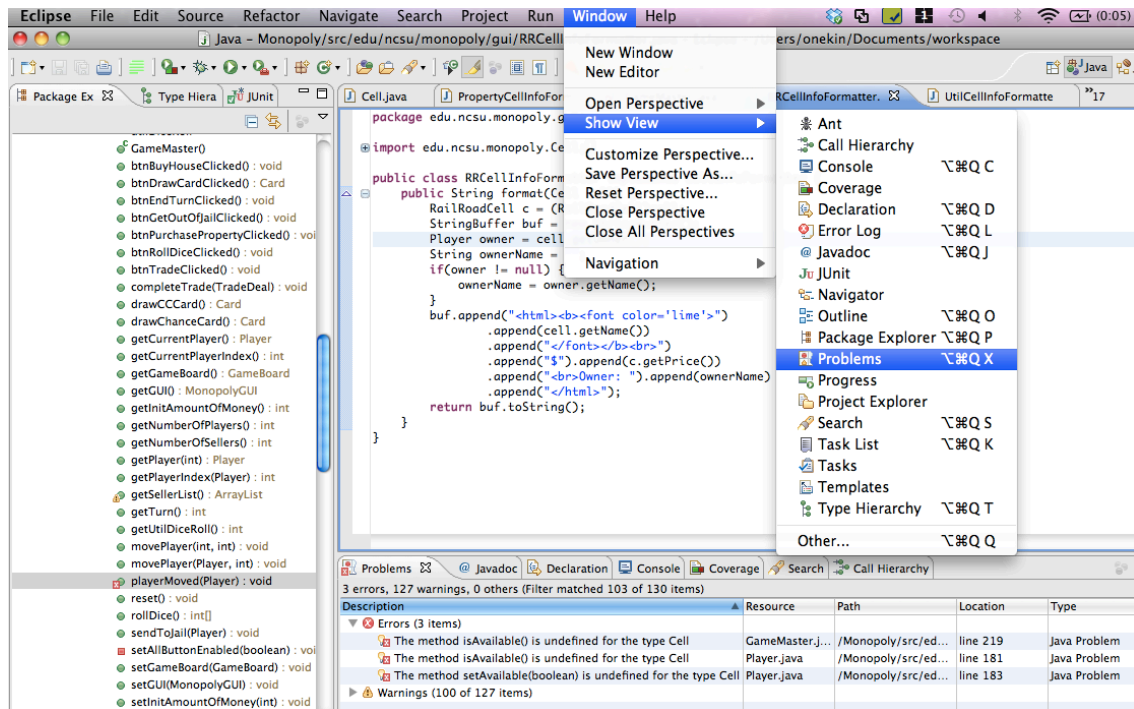 Eclipse File Edit Source Refactor Navigate Search Project Run Window Help (0:05)
Java – Monopoly/src/edu/ncsu/monopoly/gui/RRCellI
ers/onekin/Documents/workspace
Java
Package Ex Type Hiera JUnit
Cell.java PropertyCellInfoFor RCellInfoFormatter. UtilCellInfoFormatte "17
GameMaster()
btnBuyHouseClicked() : void
btnDrawCardClicked() : Card
btnEndTurnClicked() : void
btnGetOutOfJailClicked() : void
btnPurchasePropertyClicked() : voi
btnRollDiceClicked() : void
btnTradeClicked() : void
completeTrade(TradeDeal) : void
drawCCCard() : Card
drawChanceCard() : Card
getCurrentPlayer() : Player
getCurrentPlayerIndex() : int
getGameBoard() : GameBoard
getGUI() : MonopolyGUI
getInitAmountOfMoney() : int
getNumberOfPlayers() : int
getNumberOfSellers() : int
getPlayer(int) : Player
getPlayerIndex(Player) : int
getSellerList() : ArrayList
getTurn() : int
getUtilDiceRoll() : int
movePlayer(int, int) : void
movePlayer(Player, int) : void
playerMoved(Player) : void
reset() : void
rollDice() : int[]
sendToJail(Player) : void
setAllButtonEnabled(boolean) : voi
setGameBoard(GameBoard) : void
setGUI(MonopolyGUI) : void
setInitAmountOfMoney(int) : void
package edu.ncsu.monopoly.g
import edu.ncsu.monopoly.Ce
public class RRCellInfoForm
public String format(Ce
RailRoadCell c = (R
StringBuffer buf =
Player owner = cell
String ownerName =
if(owner != null) {
ownerName = owner.getName();
}
buf.append("<html><b><font color='lime'>")
.append(cell.getName())
.append("</font></b><br>")
.append("$").append(c.getPrice())
.append("<br>Owner: ").append(ownerName)
.append("</html>");
return buf.toString();
}
}
New Window
New Editor
Open Perspective
Show View
Customize Perspective...
Save Perspective As...
Reset Perspective...
Close Perspective
Close All Perspectives
Navigation
Ant
Call Hierarchy
Console ⌥⌘Q C
Coverage
Declaration ⌥⌘Q D
Error Log ⌥⌘Q L
@ Javadoc ⌥⌘Q J
Ju JUnit
Navigator
Outline ⌥⌘Q O
Package Explorer ⌥⌘Q P
Problems ⌥⌘Q X
Progress
Project Explorer
Search ⌥⌘Q S
Task List ⌥⌘Q K
Tasks
Templates
Type Hierarchy ⌥⌘Q T
Other... ⌥⌘Q Q
Problems @ Javadoc Declaration Console Coverage Search Call Hierarchy
3 errors, 127 warnings, 0 others (Filter matched 103 of 130 items)
Description Resource Path Location Type
Errors (3 items)
The method isAvailable() is undefined for the type Cell GameMaster.j... /Monopoly/src/ed... line 219 Java Problem
The method isAvailable() is undefined for the type Cell Player.java /Monopoly/src/ed... line 181 Java Problem
The method setAvailable(boolean) is undefined for the type Cell Player.java /Monopoly/src/ed... line 183 Java Problem
Warnings (100 of 127 items)